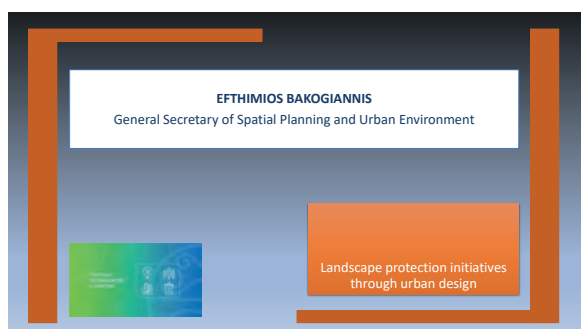 EFTHIMIOS BAKOGIANNIS
General Secretary of Spatial Planning and Urban Environment
Landscape protection initiatives
through urban design